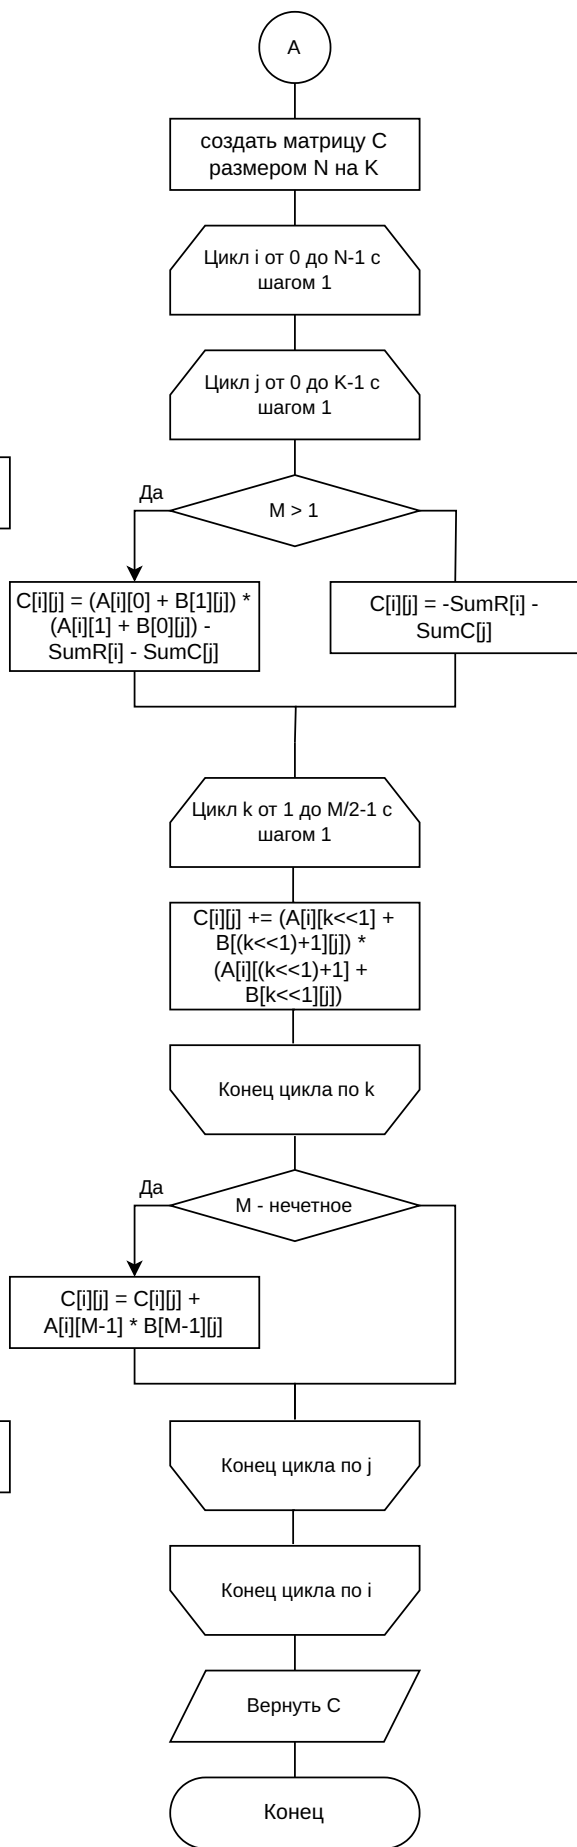 A
создать матрицу C
размером N на K
Цикл i от 0 до N-1 с
шагом 1
Цикл j от 0 до K-1 с
шагом 1
Да
M > 1
C[i][j] = (A[i][0] + B[1][j]) *
(A[i][1] + B[0][j]) -
SumR[i] - SumC[j]
C[i][j] = -SumR[i] -
SumC[j]
Цикл k от 1 до M/2-1 с
шагом 1
C[i][j] += (A[i][k<<1] +
B[(k<<1)+1][j]) *
(A[i][(k<<1)+1] +
B[k<<1][j])
Конец цикла по k
Да
M - нечетное
C[i][j] = C[i][j] +
A[i][M-1] * B[M-1][j]
Конец цикла по j
Конец цикла по i
Вернуть C
Конец